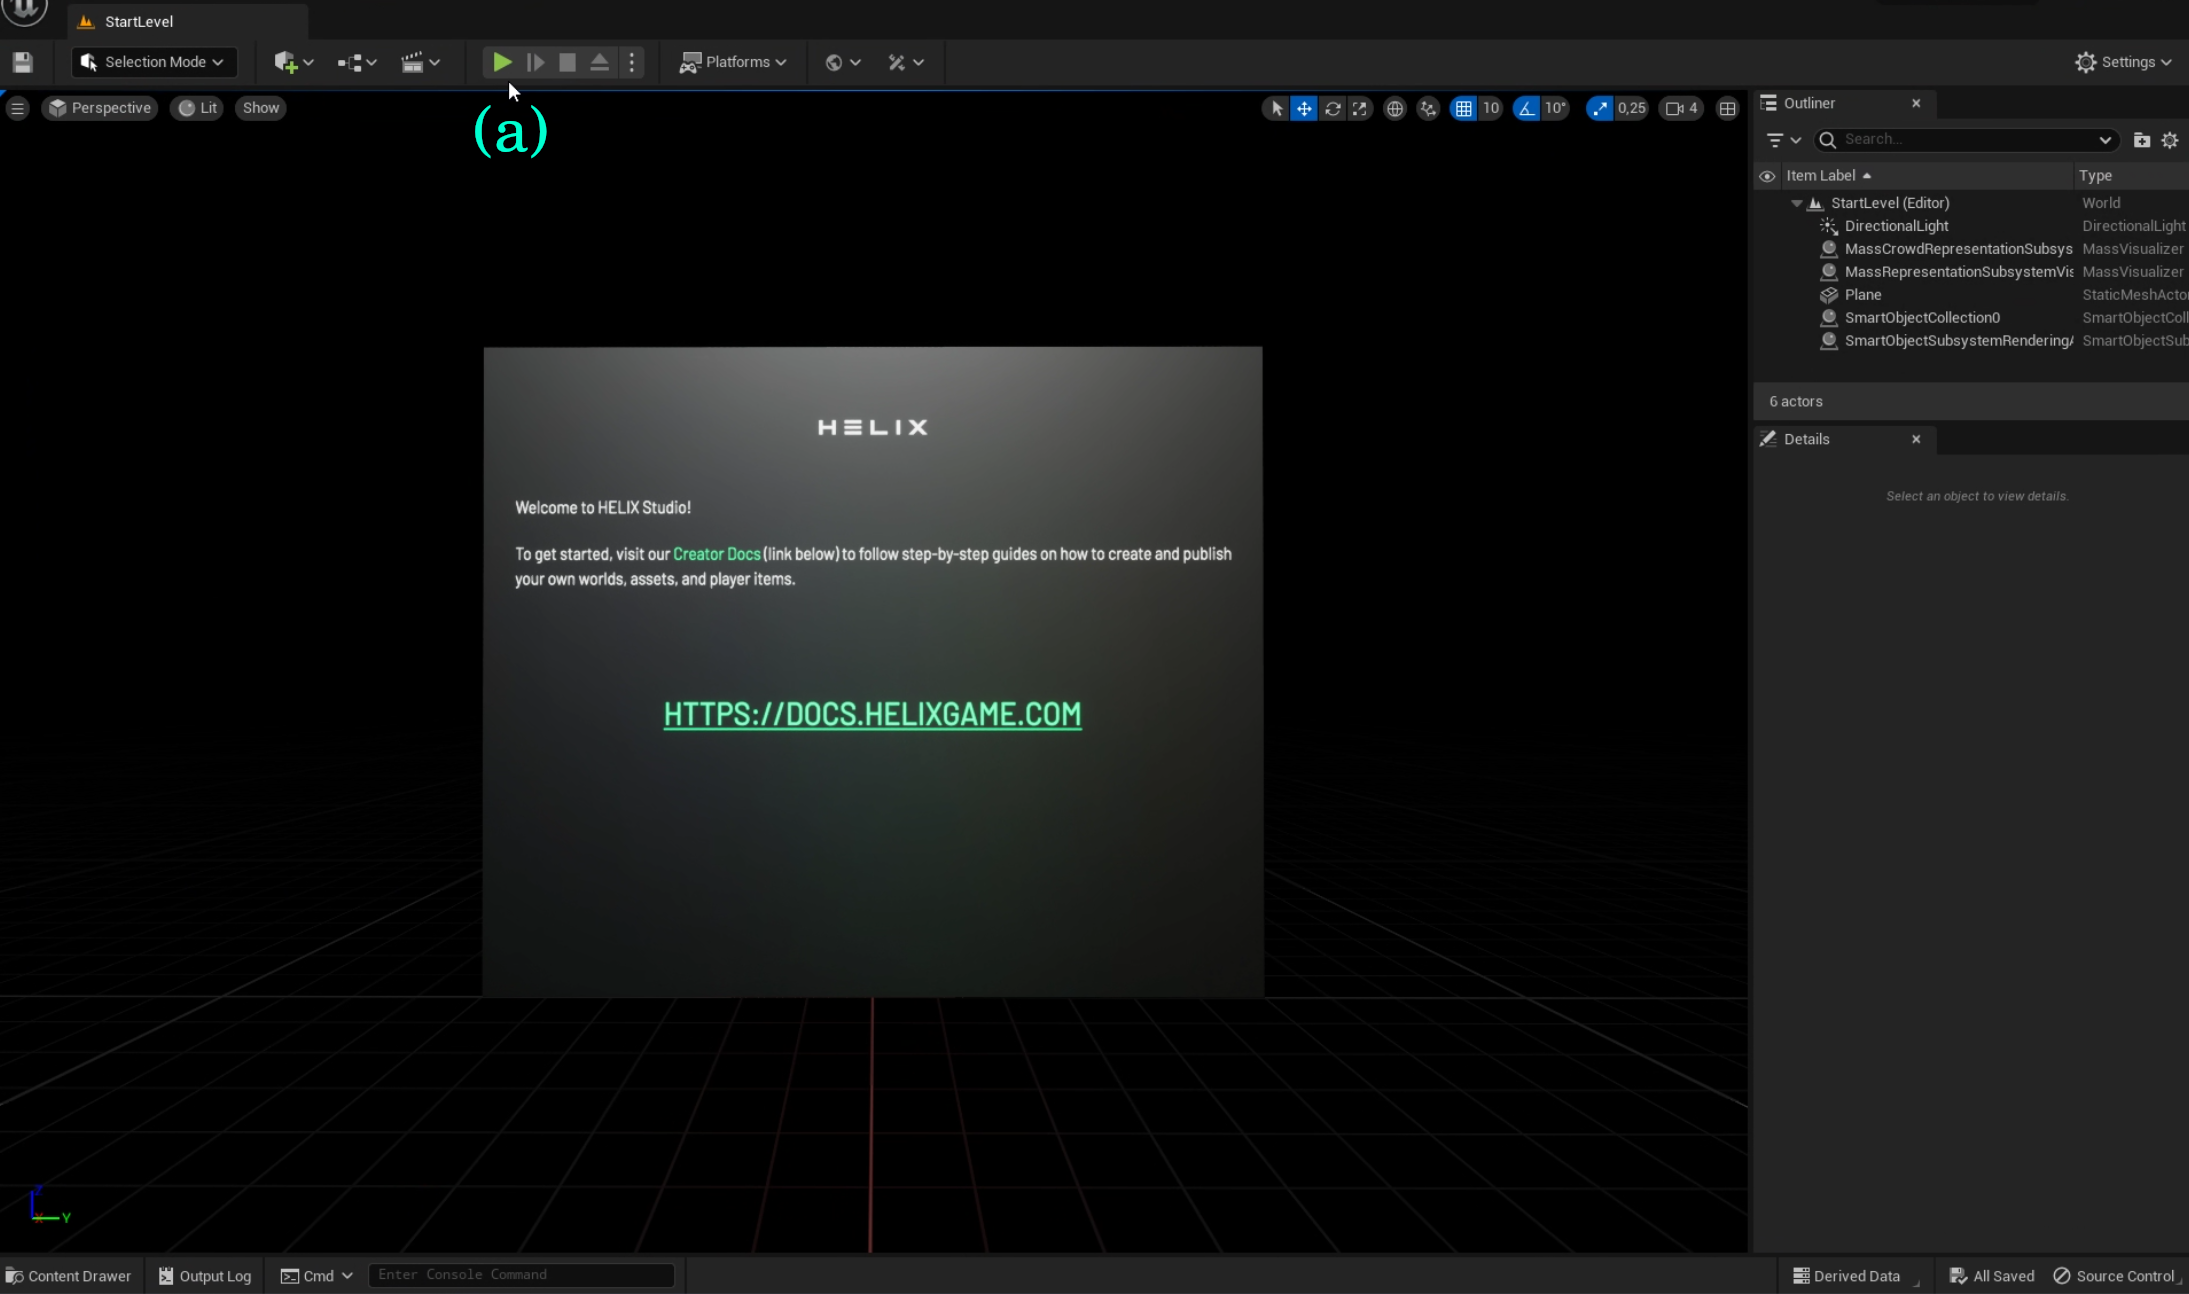 StartLevel
Selection Mode
Platforms
Settings
Perspective
Lit
Show
(a)
10
10°
0,25
4
Outliner
Search...
Item Label
Type
StartLevel (Editor)
World
DirectionalLight
DirectionalLight
MassCrowdRepresentationSubsys
MassVisualizer
MassRepresentationSubsystemVis
MassVisualizer
Plane
StaticMeshActo
SmartObjectCollection0
SmartObjectColl
SmartObjectSubsystemRendering
SmartObjectSub
6 actors
Details
Select an object to view details.
HELIX
Welcome to HELIX Studio!
To get started, visit our Creator Docs (link below) to follow step-by-step guides on how to create and publish
your own worlds, assets, and player items.
HTTPS://DOCS.HELIXGAME.COM
Z
X
Y
Content Drawer
Output Log
Cmd
Enter Console Command
Derived Data
All Saved
Source Control